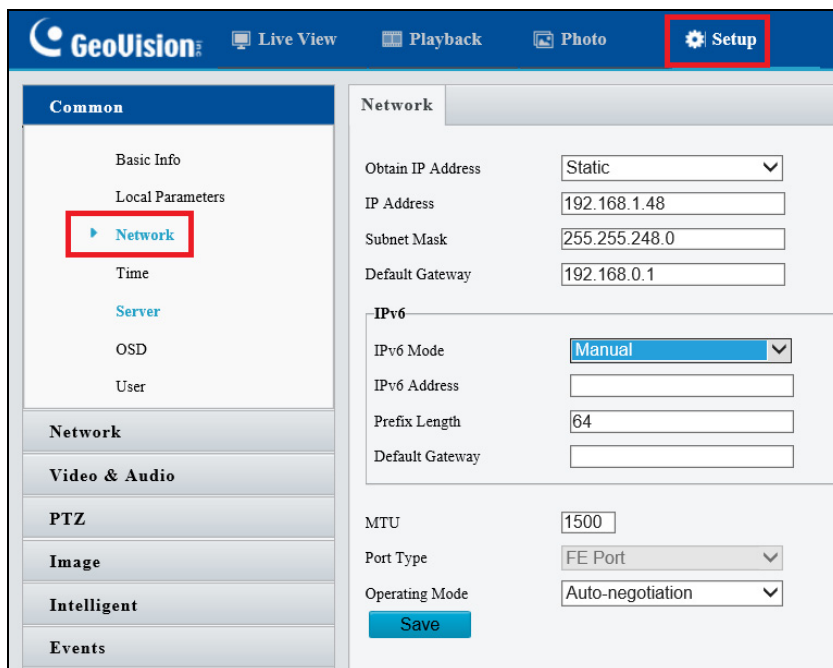 GeoVision Live View Playback Photo Setup
Common
Basic Info
Local Parameters
Network
Time
Server
OSD
User
Network
Video & Audio
PTZ
Image
Intelligent
Events
Network
Obtain IP Address Static
IP Address 192.168.1.48
Subnet Mask 255.255.248.0
Default Gateway 192.168.0.1
IPv6
IPv6 Mode Manual
IPv6 Address
Prefix Length 64
Default Gateway
MTU 1500
Port Type FE Port
Operating Mode Auto-negotiation
Save